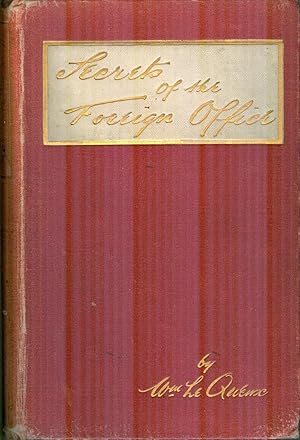 Secrets
of the
Foreign Office
by
Wm Le Queux